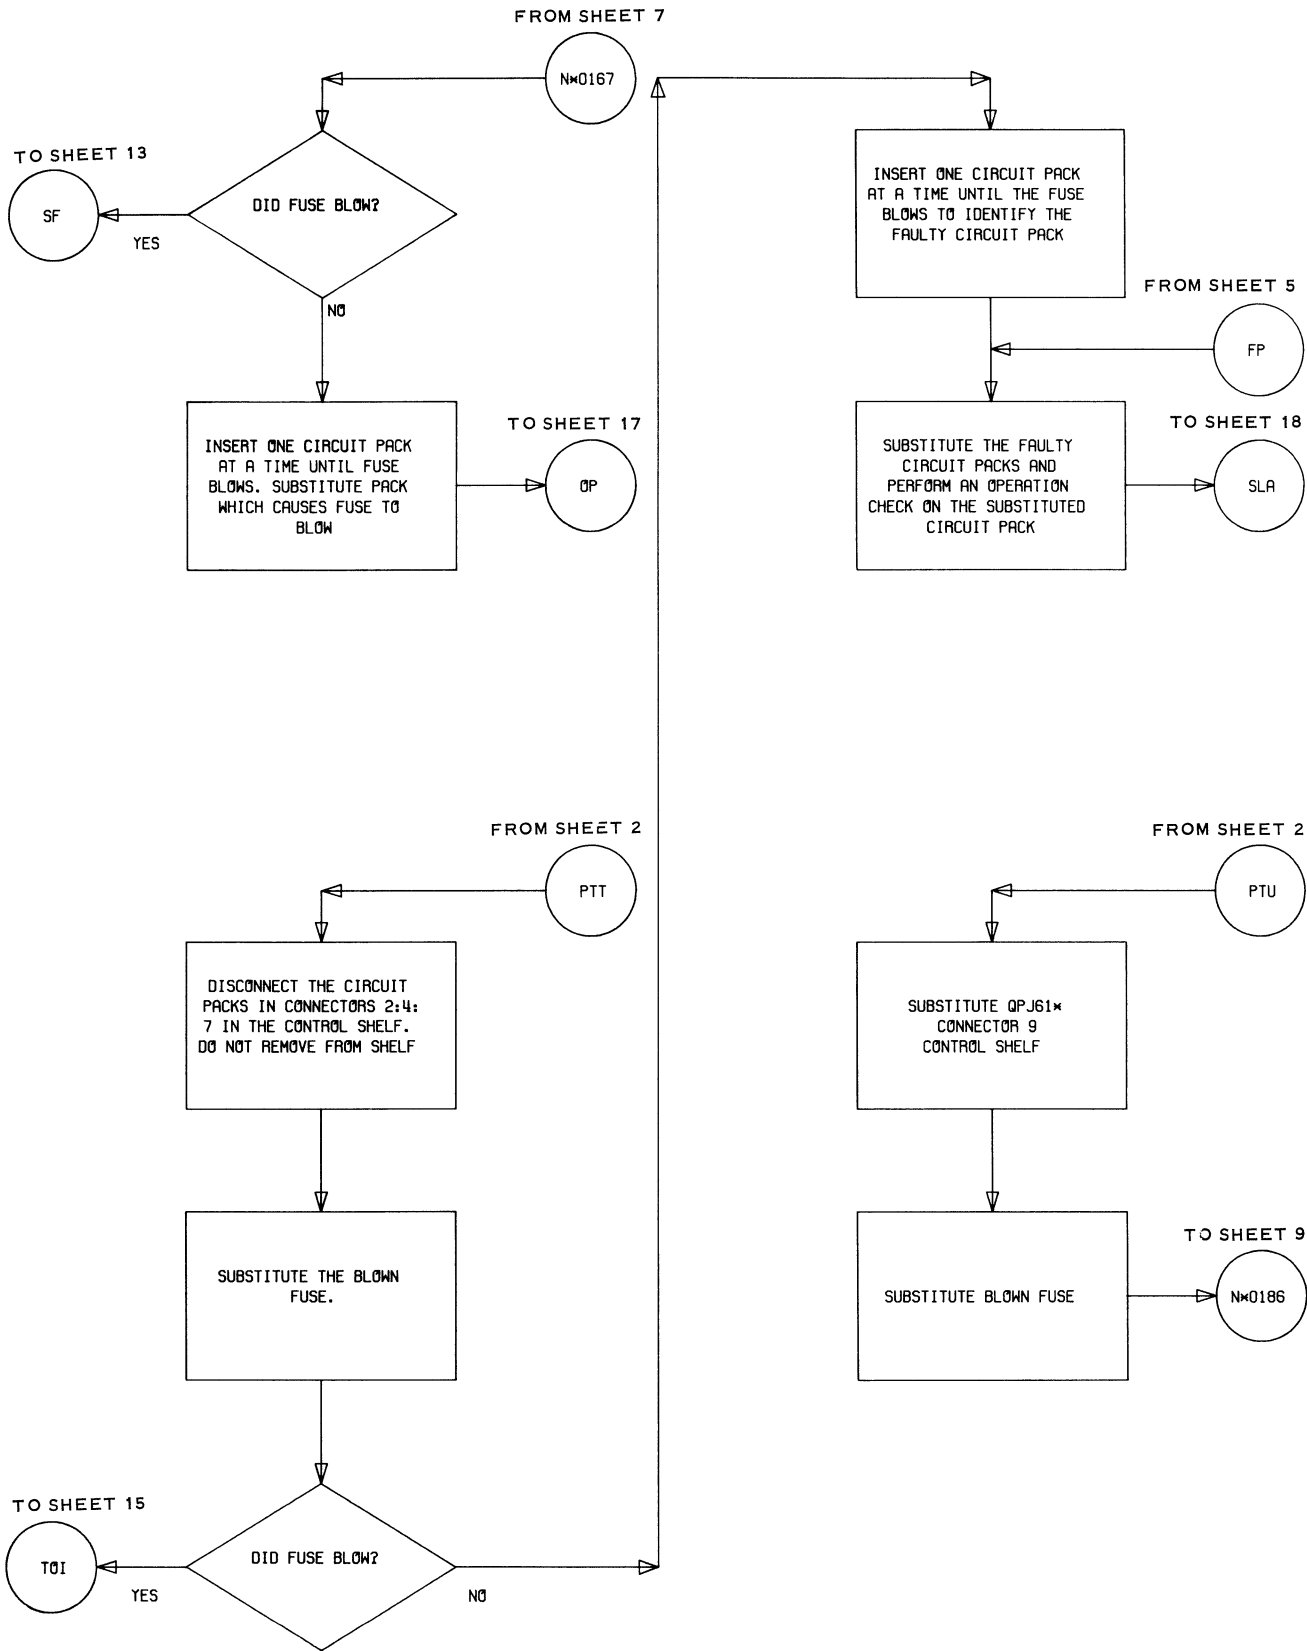 FROM SHEET 7
N*0167
TO SHEET 13
SF
DID FUSE BLOW?
YES
NO
INSERT ONE CIRCUIT PACK
AT A TIME UNTIL FUSE
BLOWS. SUBSTITUTE PACK
WHICH CAUSES FUSE TO
BLOW
TO SHEET 17
OP
INSERT ONE CIRCUIT PACK
AT A TIME UNTIL THE FUSE
BLOWS TO IDENTIFY THE
FAULTY CIRCUIT PACK
FROM SHEET 5
FP
SUBSTITUTE THE FAULTY
CIRCUIT PACKS AND
PERFORM AN OPERATION
CHECK ON THE SUBSTITUTED
CIRCUIT PACK
TO SHEET 18
SLA
FROM SHEET 2
PTT
DISCONNECT THE CIRCUIT
PACKS IN CONNECTORS 2:4:
7 IN THE CONTROL SHELF.
DO NOT REMOVE FROM SHELF
SUBSTITUTE THE BLOWN
FUSE.
DID FUSE BLOW?
TO SHEET 15
TOI
YES
NO
FROM SHEET 2
PTU
SUBSTITUTE QPJ61*
CONNECTOR 9
CONTROL SHELF
SUBSTITUTE BLOWN FUSE
TO SHEET 9
N*0186